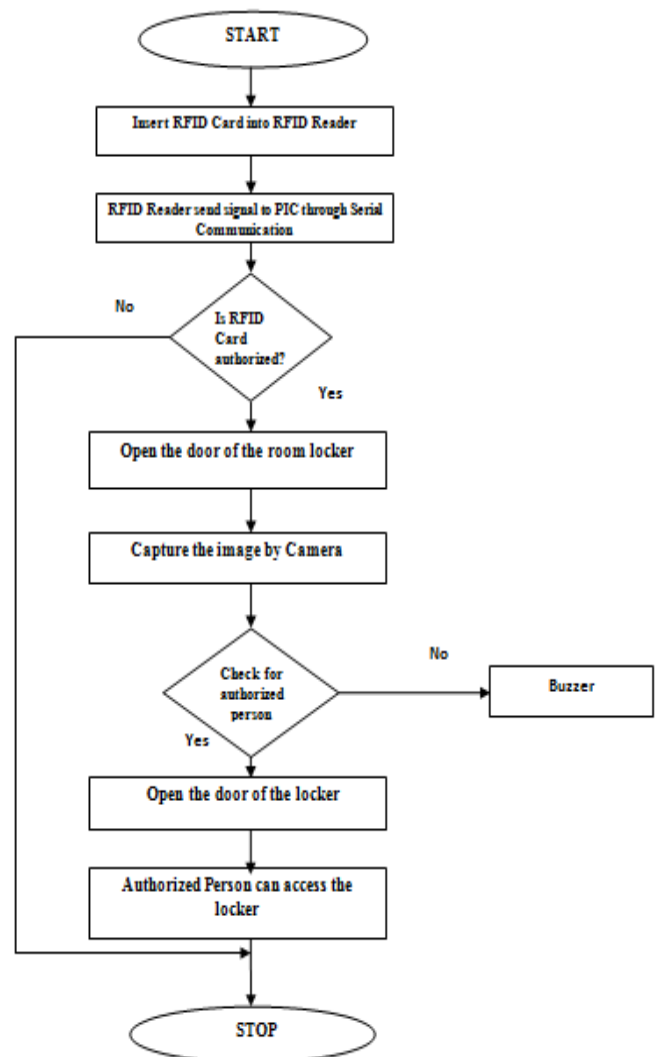 START
Insert RFID Card into RFID Reader
RFID Reader send signal to PIC through Serial
Communication
No
Is RFID
Card
authorized?
Yes
Open the door of the room locker
Capture the image by Camera
No
Check for
authorized
person
Buzzer
Yes
Open the door of the locker
Authorized Person can access the
locker
STOP